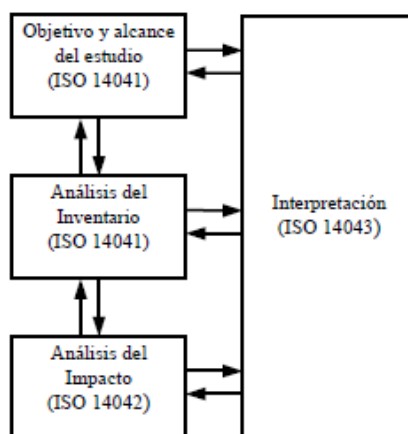 Objetivo y alcance
del estudio
(ISO 14041)
Análisis del
Inventario
(ISO 14041)
Interpretación
(ISO 14043)
Análisis del
Impacto
(ISO 14042)